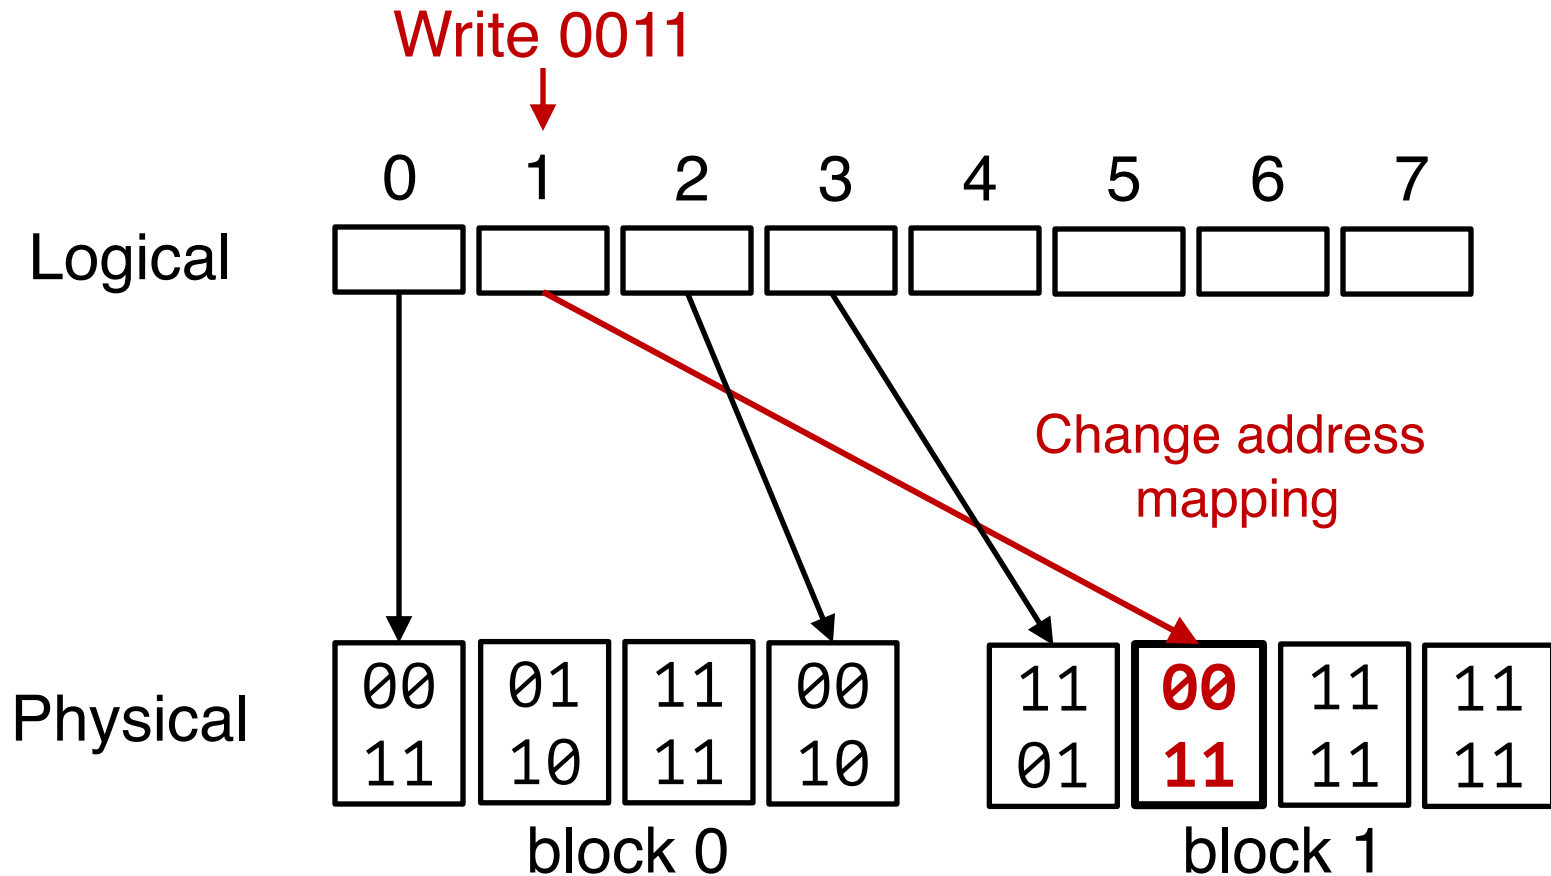 Write 0011
0 1 2 3 4 5 6 7
Logical
Change address
mapping
Physical
00 01 11 00 11 00 11 11
11 10 11 10 01 11 11 11
block 0 block 1